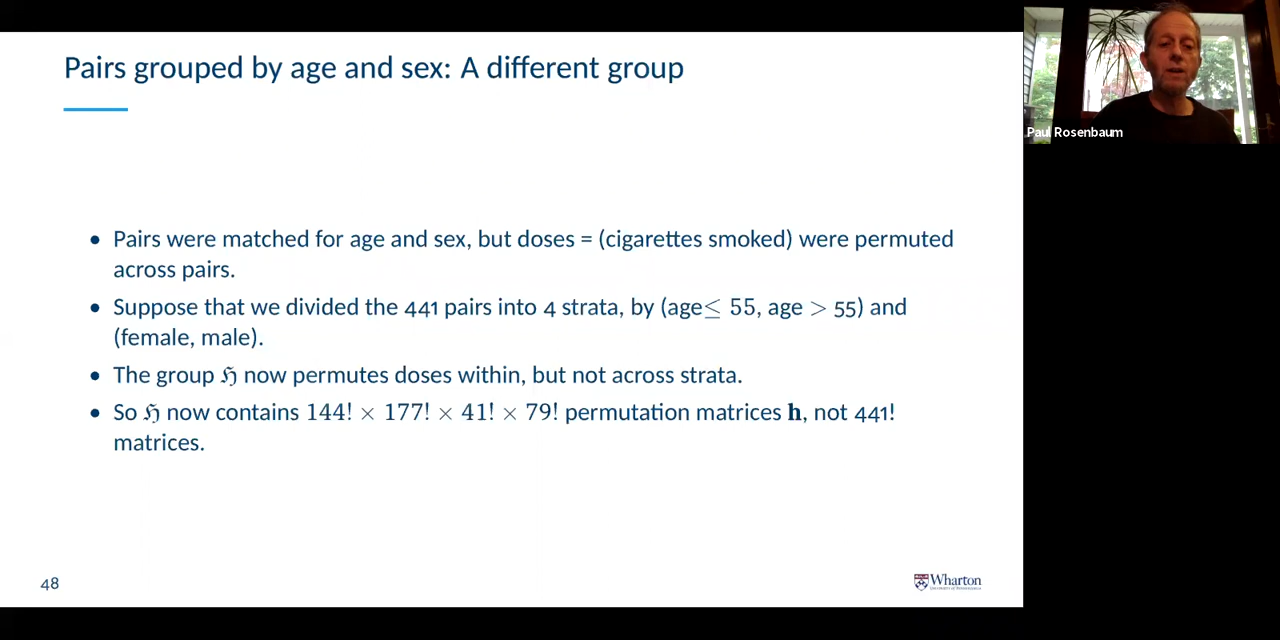 Pairs grouped by age and sex: A different group
Paul Rosenbaum
• Pairs were matched for age and sex, but doses = (cigarettes smoked) were permuted
across pairs.
• Suppose that we divided the 441 pairs into 4 strata, by (age≤ 55, age > 55) and
(female, male).
• The group ℌ now permutes doses within, but not across strata.
• So ℌ now contains 144! × 177! × 41! × 79! permutation matrices h, not 441!
matrices.
48
Wharton
UNIVERSITY of PENNSYLVANIA